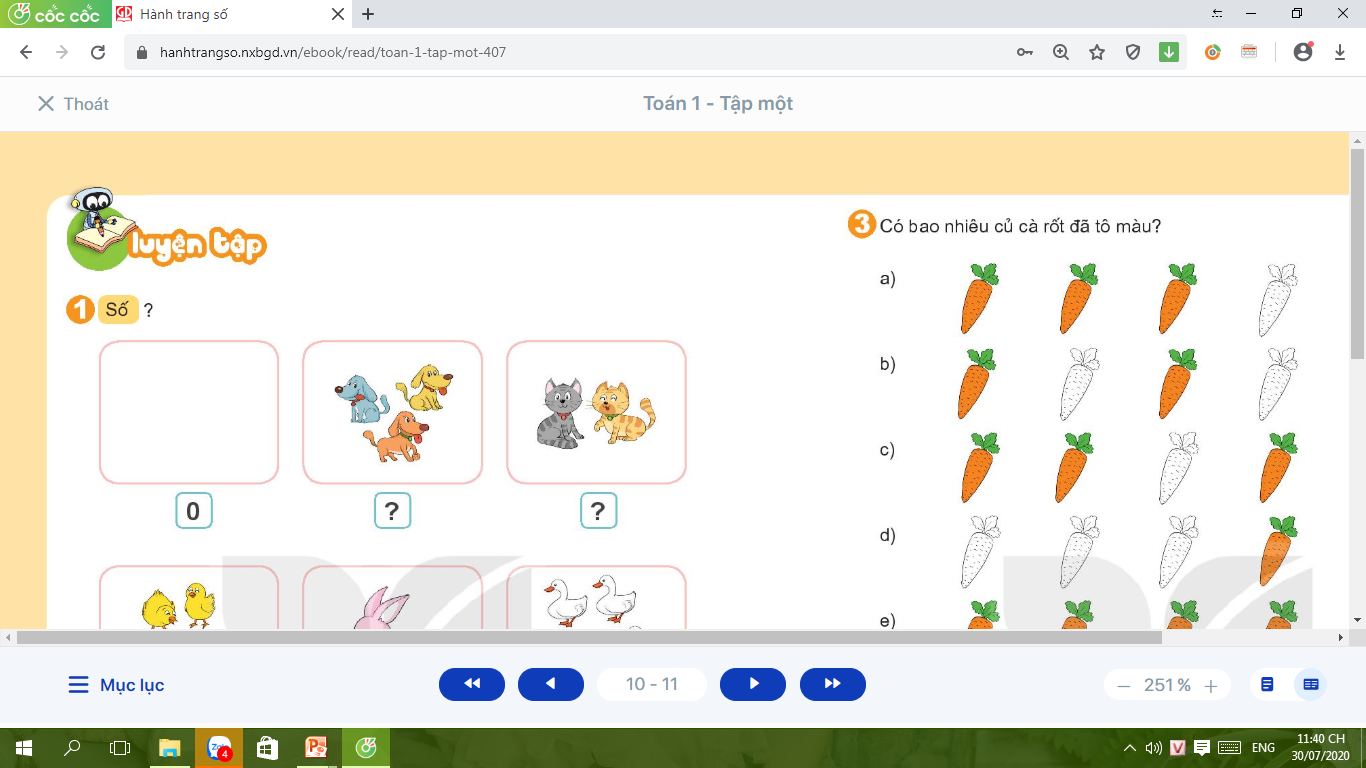 cốc cốc
Hành trang số
hanhtrangso.nxbgd.vn/ebook/read/toan-1-tap-mot-407
Thoát
Toán 1 - Tập một
luyện tập
1 Số ?
0
?
?
3 Có bao nhiêu củ cà rốt đã tô màu?
a)
b)
c)
d)
e)
Mục lục
10 - 11
251 %
Zalo
4
ENG
11:40 CH
30/07/2020